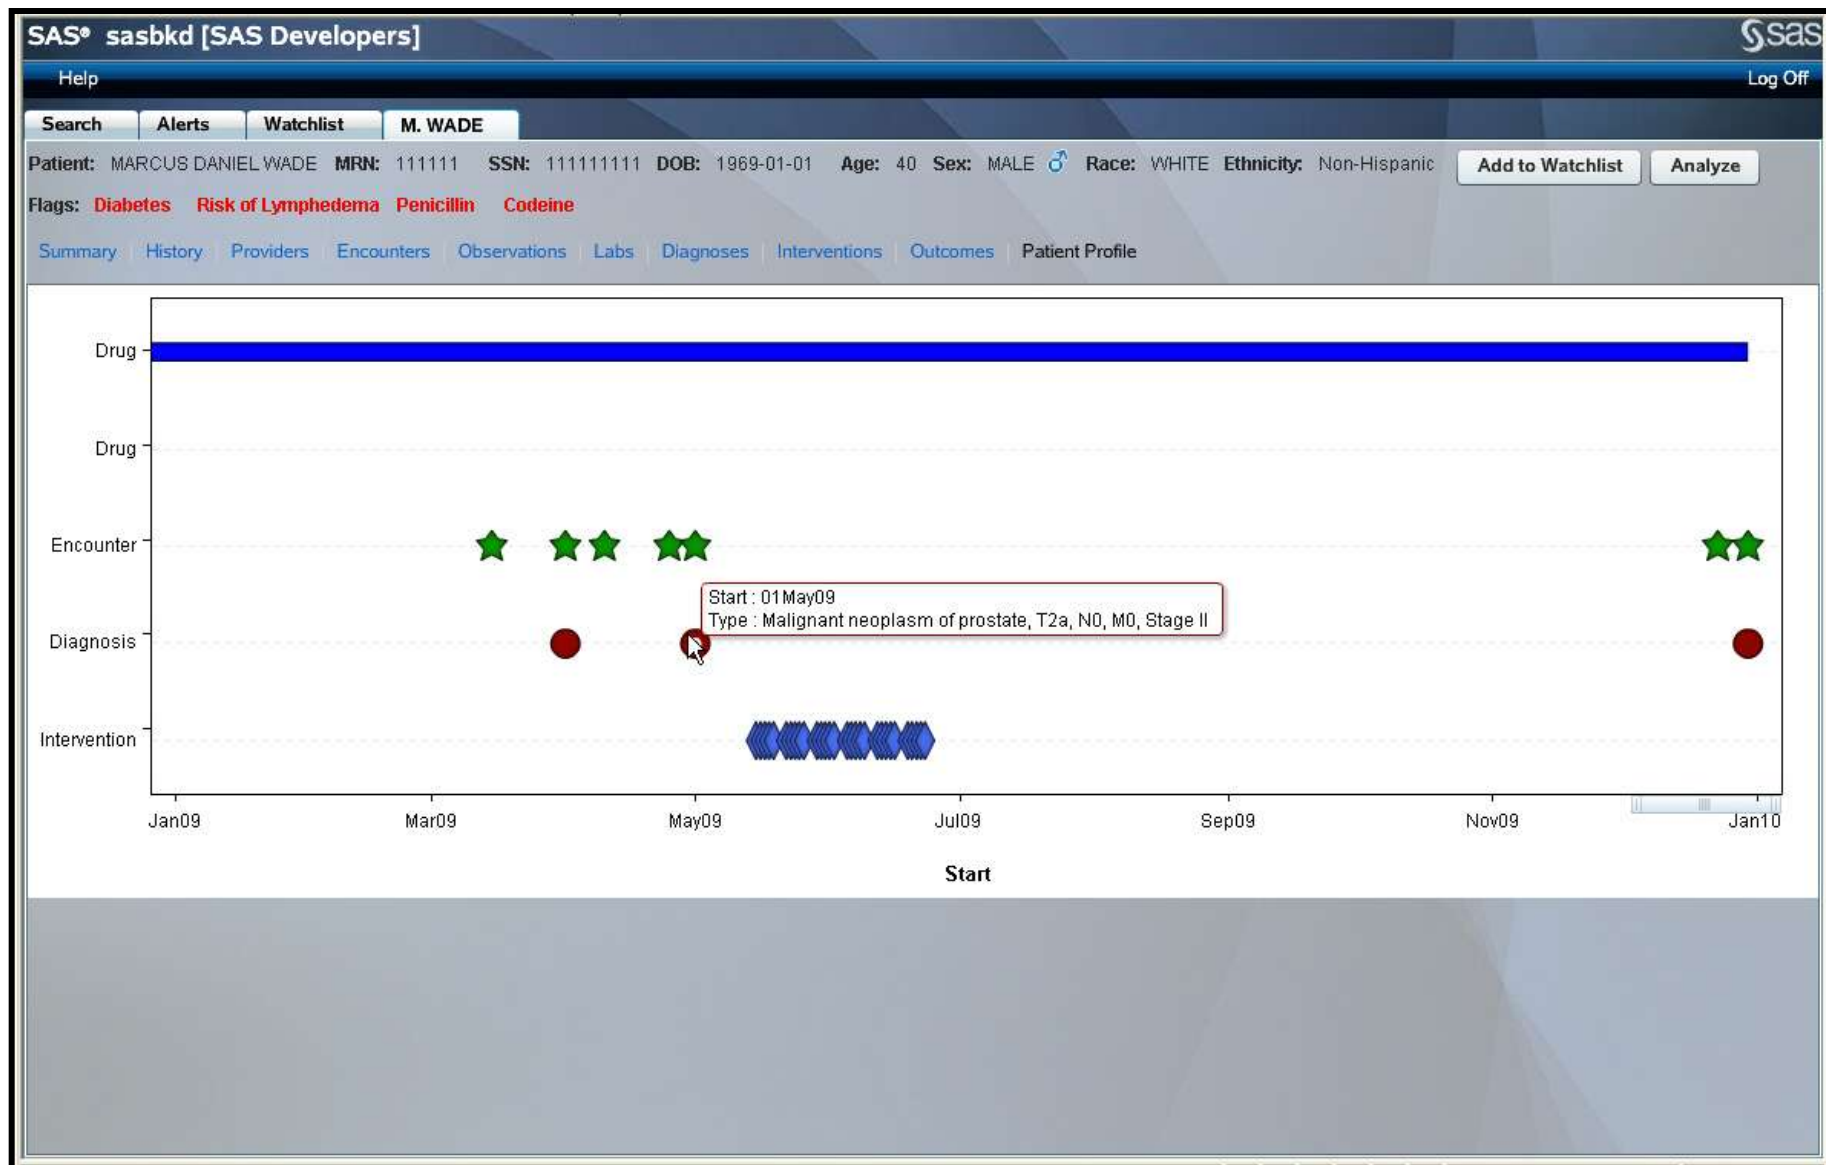 SAS® sasbkd [SAS Developers]
sas
Help
Log Off
Search Alerts Watchlist M. WADE
Patient: MARCUS DANIEL WADE MRN: 111111 SSN: 111111111 DOB: 1969-01-01 Age: 40 Sex: MALE Race: WHITE Ethnicity: Non-Hispanic Add to Watchlist Analyze
Flags: Diabetes Risk of Lymphedema Penicillin Codeine
Summary History Providers Encounters Observations Labs Diagnoses Interventions Outcomes Patient Profile
Drug
Drug
Encounter
Start : 01May09
Type : Malignant neoplasm of prostate, T2a, N0, M0, Stage II
Diagnosis
Intervention
Jan09 Mar09 May09 Jul09 Sep09 Nov09 Jan10
Start